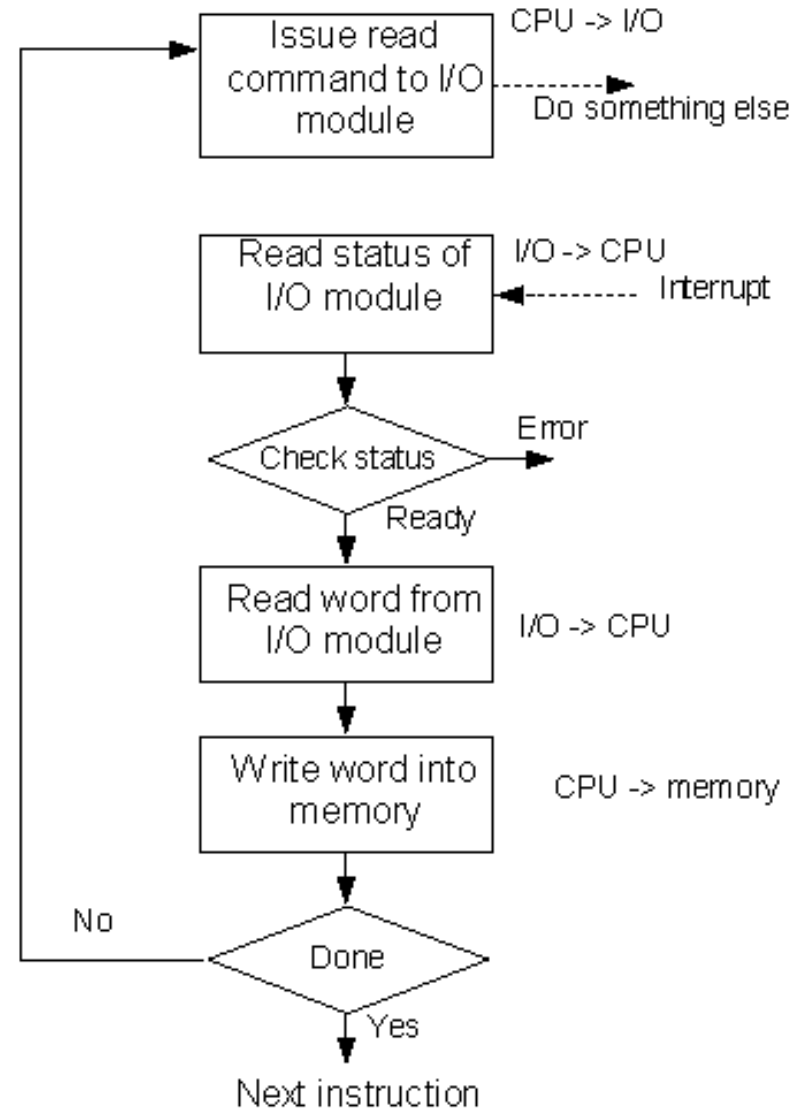 Issue read
command to I/O
module
CPU -> I/O
Do something else
Read status of
I/O module
I/O -> CPU
Interrupt
Check status
Error
Ready
Read word from
I/O module
I/O -> CPU
Write word into
memory
CPU -> memory
No
Done
Yes
Next instruction